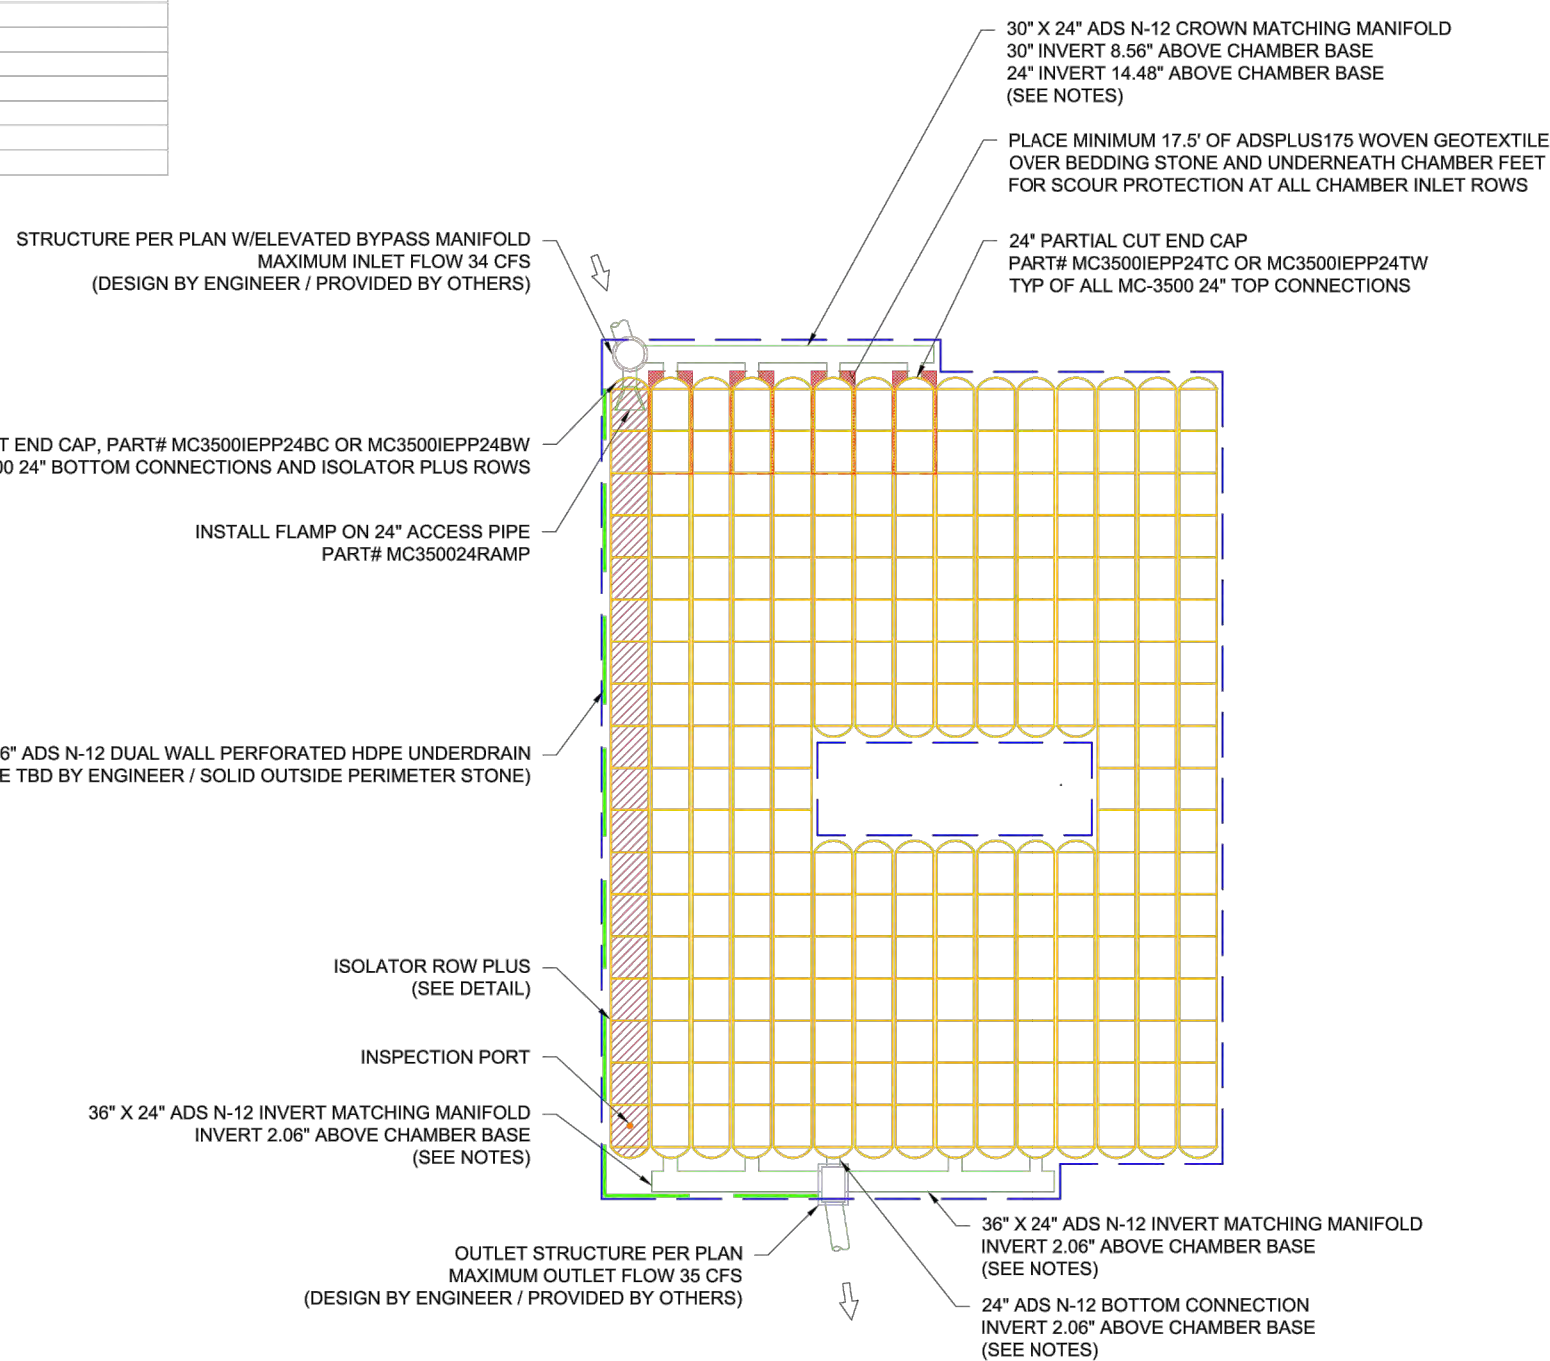 30" X 24" ADS N-12 CROWN MATCHING MANIFOLD
30" INVERT 8.56" ABOVE CHAMBER BASE
24" INVERT 14.48" ABOVE CHAMBER BASE
(SEE NOTES)
PLACE MINIMUM 17.5' OF ADSPLUS175 WOVEN GEOTEXTILE
OVER BEDDING STONE AND UNDERNEATH CHAMBER FEET
FOR SCOUR PROTECTION AT ALL CHAMBER INLET ROWS
24" PARTIAL CUT END CAP
PART# MC3500IEPP24TC OR MC3500IEPP24TW
TYP OF ALL MC-3500 24" TOP CONNECTIONS
STRUCTURE PER PLAN W/ELEVATED BYPASS MANIFOLD
MAXIMUM INLET FLOW 34 CFS
(DESIGN BY ENGINEER / PROVIDED BY OTHERS)
T END CAP, PART# MC3500IEPP24BC OR MC3500IEPP24BW
00 24" BOTTOM CONNECTIONS AND ISOLATOR PLUS ROWS
INSTALL FLAMP ON 24" ACCESS PIPE
PART# MC350024RAMP
6" ADS N-12 DUAL WALL PERFORATED HDPE UNDERDRAIN
E TBD BY ENGINEER / SOLID OUTSIDE PERIMETER STONE)
ISOLATOR ROW PLUS
(SEE DETAIL)
INSPECTION PORT
36" X 24" ADS N-12 INVERT MATCHING MANIFOLD
INVERT 2.06" ABOVE CHAMBER BASE
(SEE NOTES)
OUTLET STRUCTURE PER PLAN
MAXIMUM OUTLET FLOW 35 CFS
(DESIGN BY ENGINEER / PROVIDED BY OTHERS)
36" X 24" ADS N-12 INVERT MATCHING MANIFOLD
INVERT 2.06" ABOVE CHAMBER BASE
(SEE NOTES)
24" ADS N-12 BOTTOM CONNECTION
INVERT 2.06" ABOVE CHAMBER BASE
(SEE NOTES)